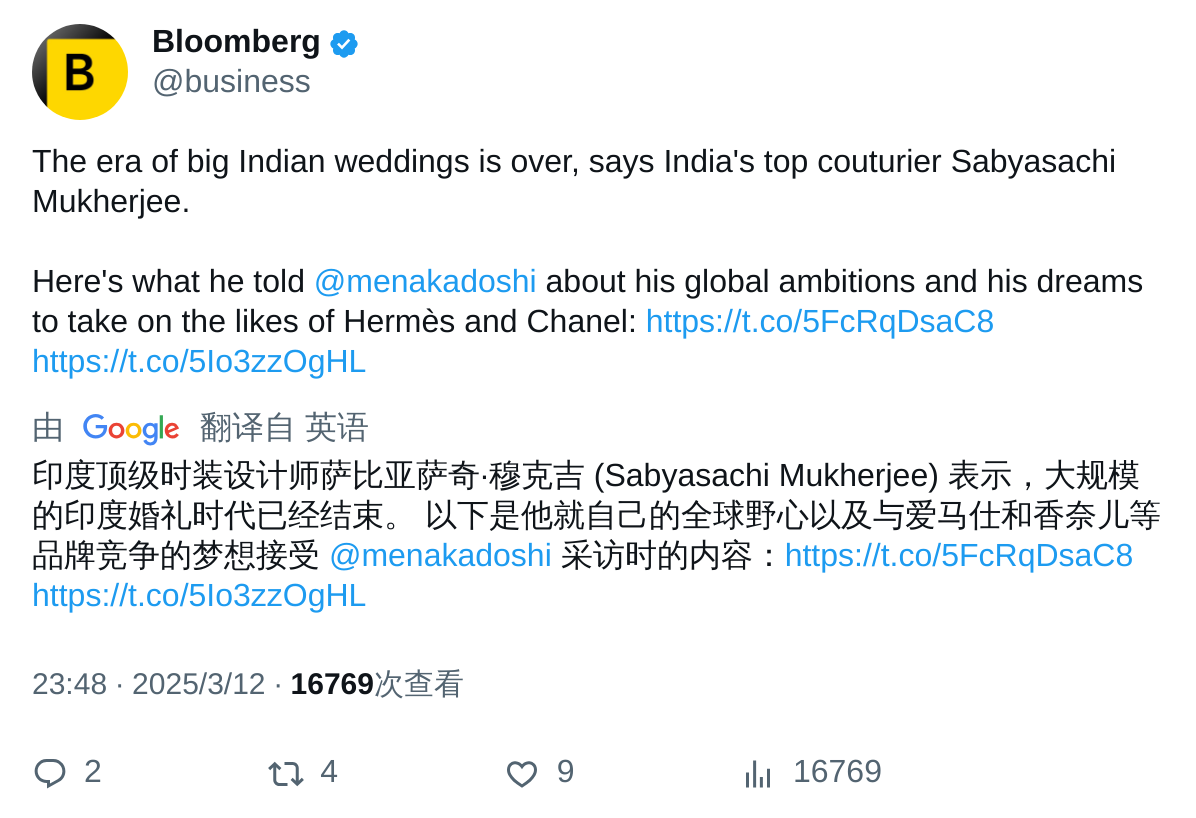 B
Bloomberg
@business
The era of big Indian weddings is over, says India's top couturier Sabyasachi
Mukherjee.
Here's what he told @menakadoshi about his global ambitions and his dreams
to take on the likes of Hermès and Chanel: https://t.co/5FcRqDsaC8
https://t.co/5Io3zzOgHL
由 Google 翻译自 英语
印度顶级时装设计师萨比亚萨奇·穆克吉 (Sabyasachi Mukherjee) 表示，大规模
的印度婚礼时代已经结束。 以下是他就自己的全球野心以及与爱马仕和香奈儿等
品牌竞争的梦想接受 @menakadoshi 采访时的内容：https://t.co/5FcRqDsaC8
https://t.co/5Io3zzOgHL
23:48 · 2025/3/12 · 16769次查看
2 4 9 16769